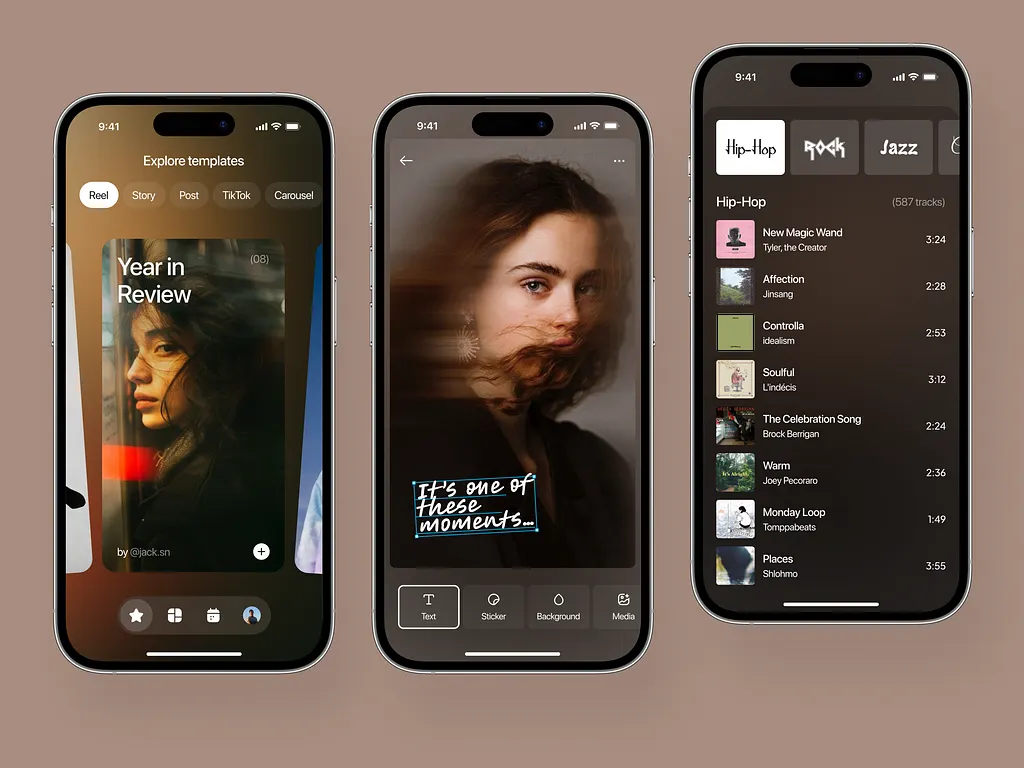 9:41
Explore templates
Reel
Story
Post
TikTok
Carousel
Year in
Review
(08)
by @jack.sn
9:41
It's one of
these
moments...
Text
Sticker
Background
Media
9:41
Hip-Hop
Rock
Jazz
Hip-Hop
(587 tracks)
New Magic Wand
Tyler, the Creator
3:24
Affection
Jinsang
2:28
Controlla
idealism
2:53
Soulful
L'indécis
3:12
The Celebration Song
Brock Berrigan
2:24
Warm
Joey Pecoraro
2:36
Monday Loop
Tomppabeats
1:49
Places
Shlohmo
3:55